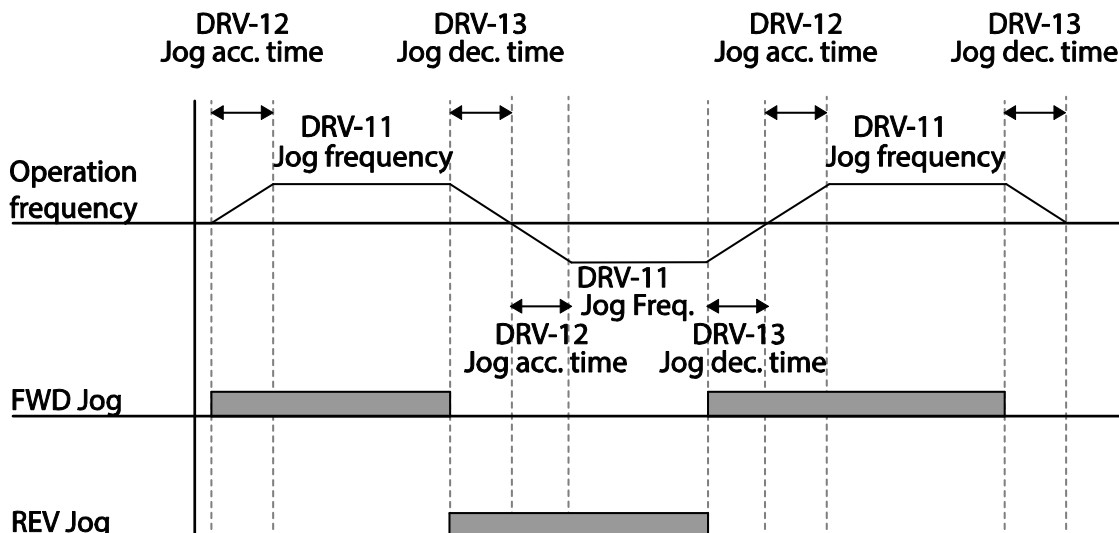 DRV-12
Jog acc. time
DRV-13
Jog dec. time
DRV-12
Jog acc. time
DRV-13
Jog dec. time
DRV-11
Jog frequency
DRV-11
Jog frequency
Operation
frequency
DRV-11
Jog Freq.
DRV-12
Jog acc. time
DRV-13
Jog dec. time
FWD Jog
REV Jog